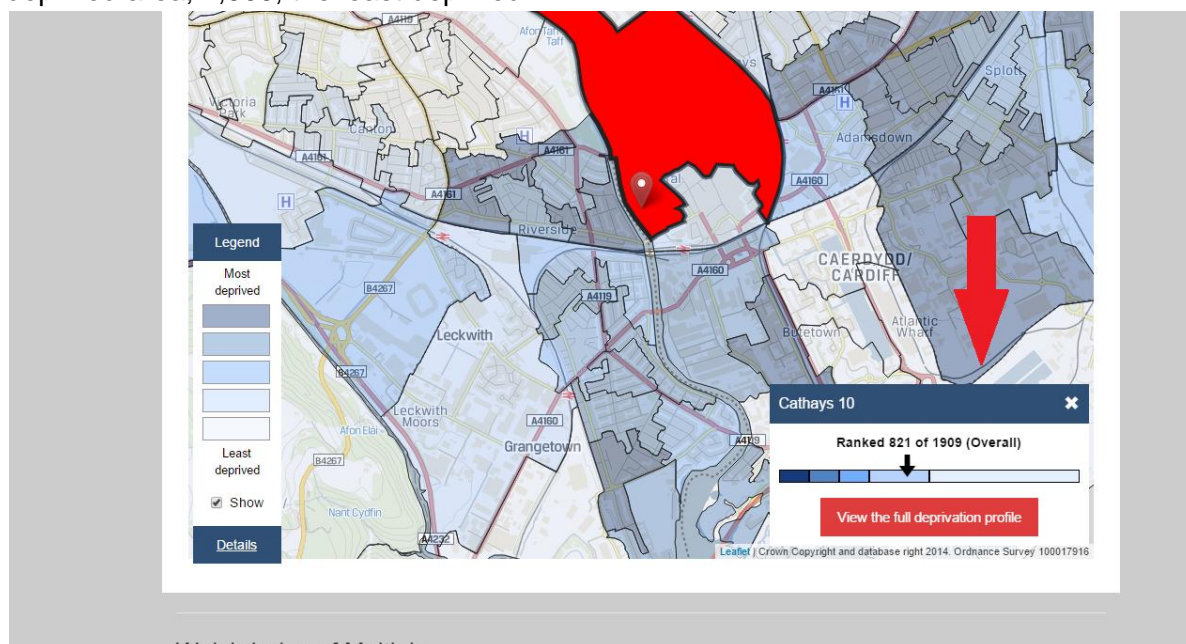 A4119
Splott
Victoria
Park
Canton
H
A4161
H
Adamsdown
A4161
A4161
A4161
A4160
H
Riverside
Legend
Most
deprived
CAERDYDD/
CARDIFF
A4160
B4267
A4119
Leckwith
Butetown
Atlantic
Wharf
B4267
Leckwith
Moors
A4160
Afon Elái
Grangetown
B4267
Least
deprived
Show
Nant Cydfin
Details
A4232
A4119
Cathays 10
Ranked 821 of 1909 (Overall)
View the full deprivation profile
Leaflet | Crown Copyright and database right 2014. Ordnance Survey 100017916